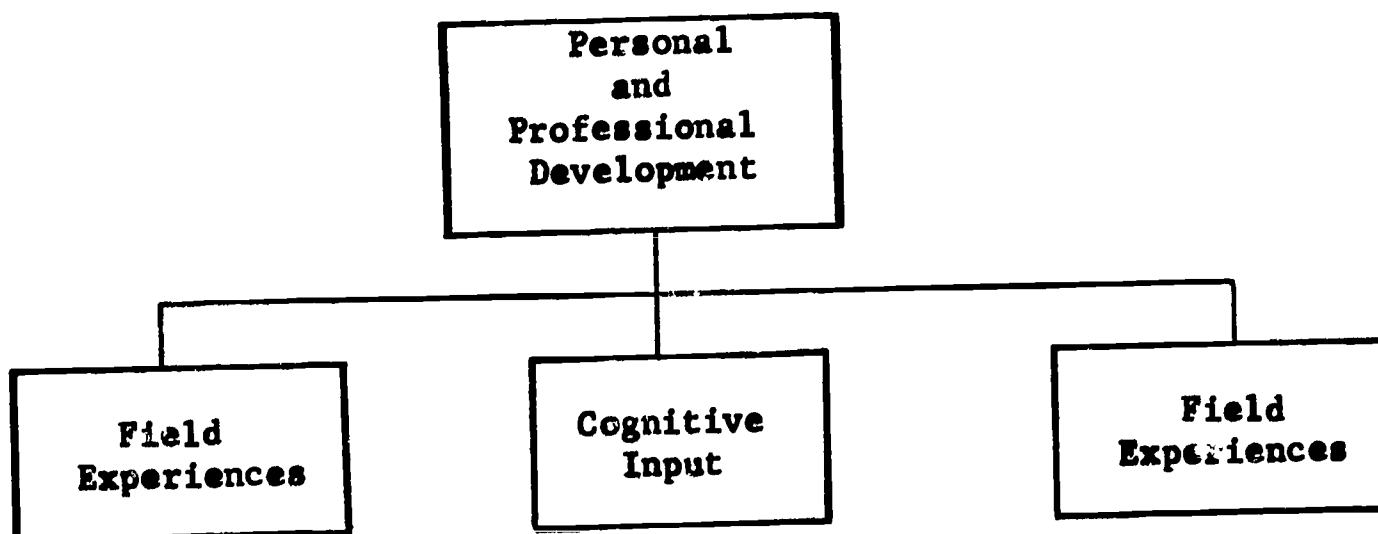 Personal
and
Professional
Development
Field
Experiences
Cognitive
Input
Field
Experiences